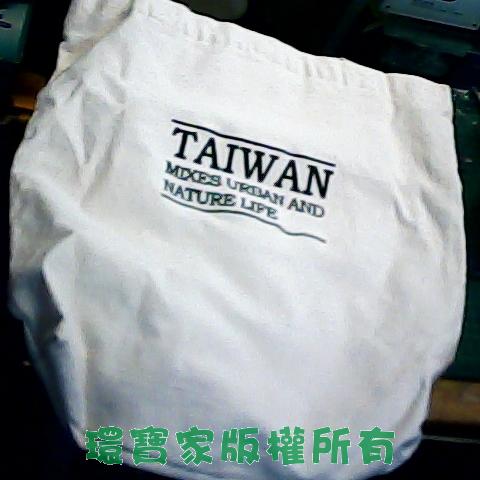 TAIWAN
MIXES URBAN AND
NATURE LIFE
環寶家版權所有